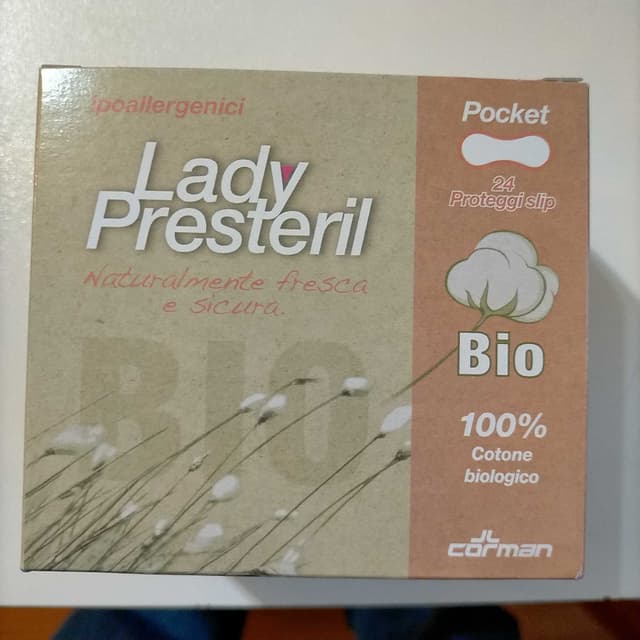 Ipoallergenici
Lady
Presteril
Naturalmente fresca
e sicura.
BIO
Pocket
24
Proteggi slip
Bio
100%
Cotone
biologico
corman